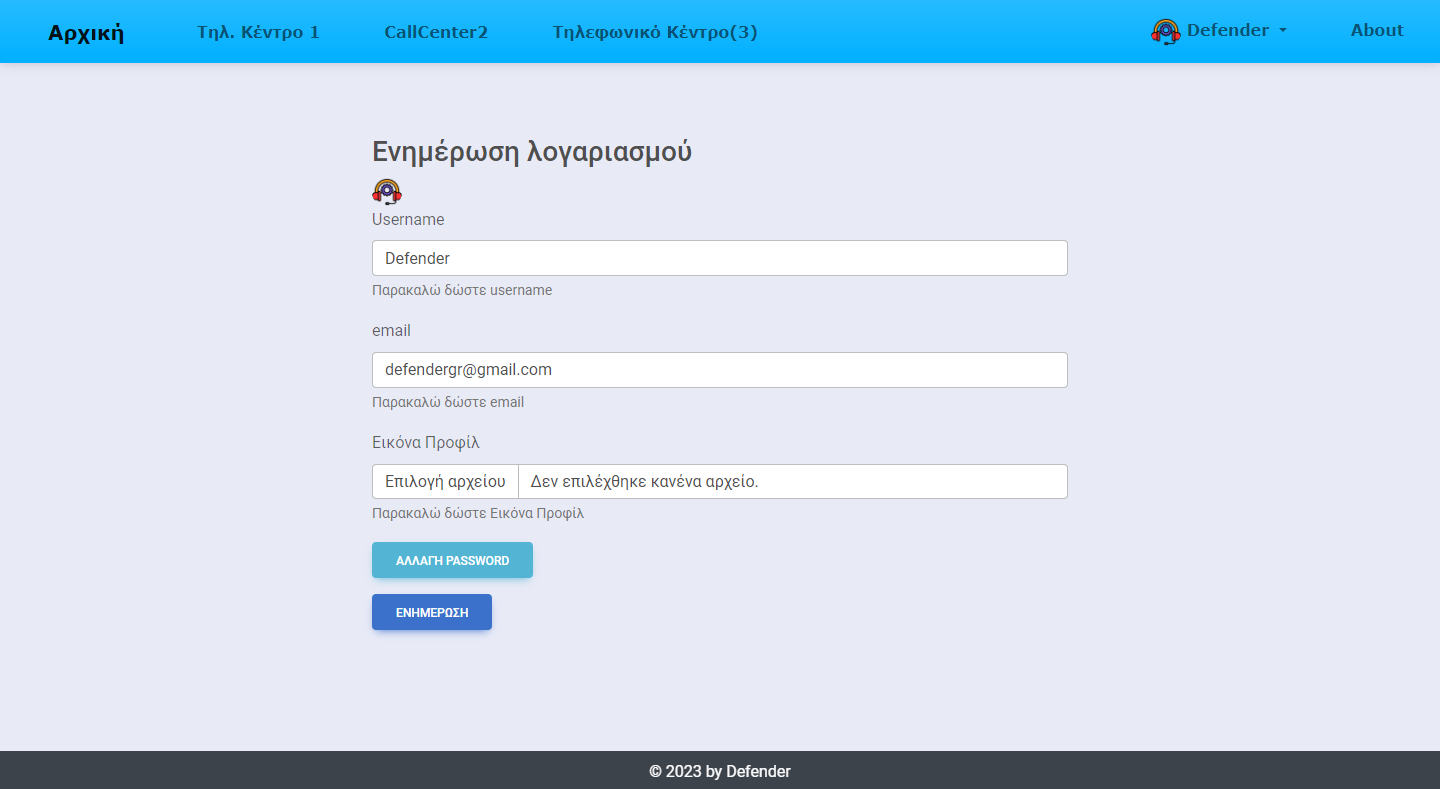 Αρχική Τηλ. Κέντρο 1 CallCenter2 Τηλεφωνικό Κέντρο(3) Defender About
Ενημέρωση λογαριασμού
Username
Defender
Παρακαλώ δώστε username
email
defendergr@gmail.com
Παρακαλώ δώστε email
Εικόνα Προφίλ
Επιλογή αρχείου Δεν επιλέχθηκε κανένα αρχείο.
Παρακαλώ δώστε Εικόνα Προφίλ
ΑΛΛΑΓΗ PASSWORD
ΕΝΗΜΕΡΩΣΗ
© 2023 by Defender